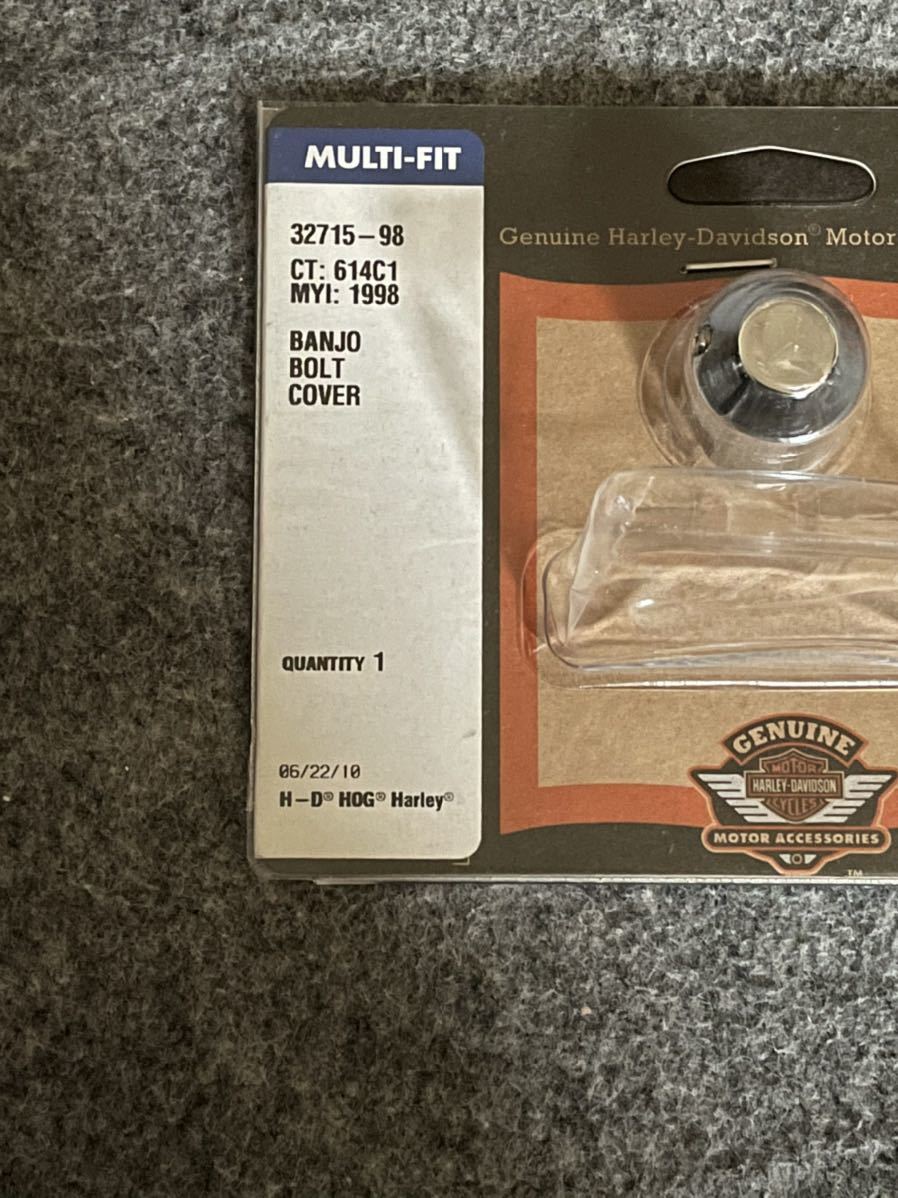 MULTI-FIT
32715-98
CT: 614C1
MYI: 1998
BANJO
BOLT
COVER
QUANTITY 1
06/22/10
H-D® HOG® Harley®
Genuine Harley-Davidson® Motor
GENUINE
MOTOR
HARLEY-DAVIDSON
CYCLES
MOTOR ACCESSORIES
TM